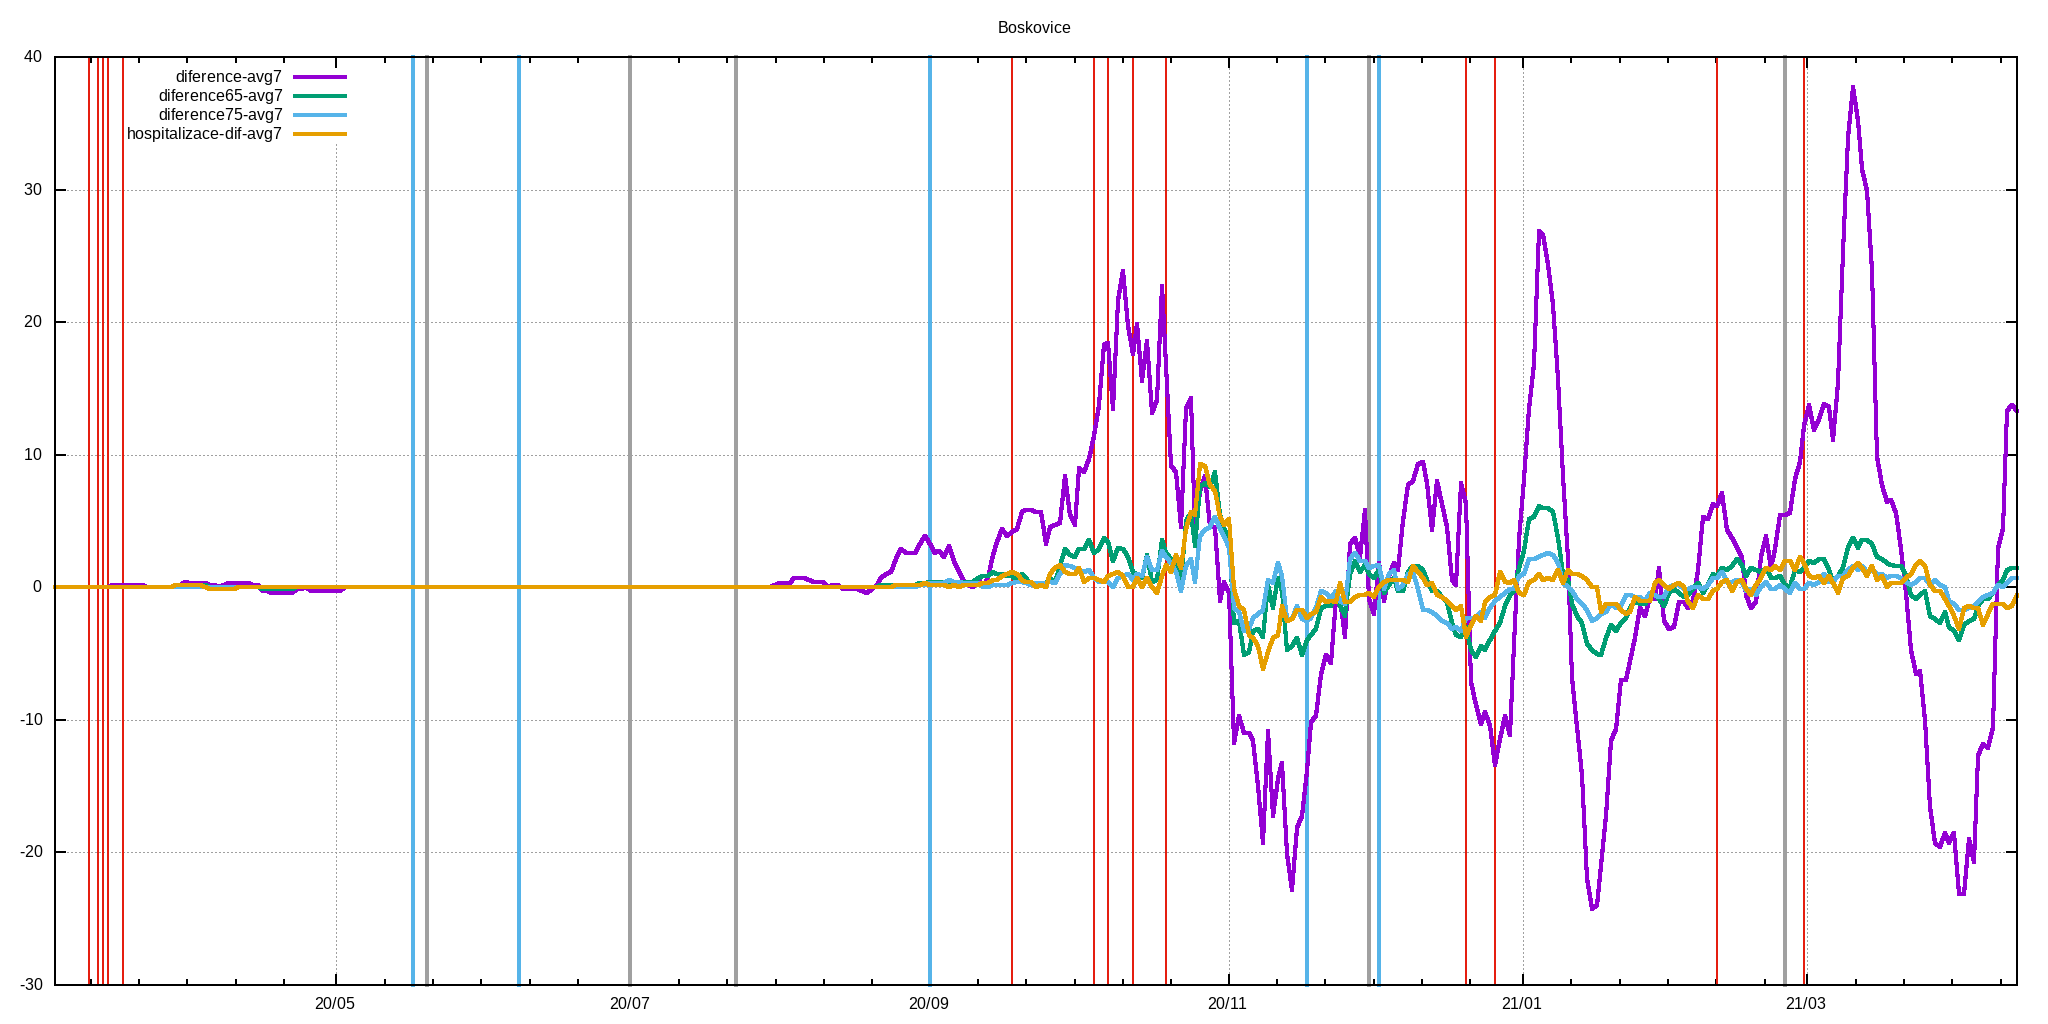 Boskovice
diference-avg7
diference65-avg7
diference75-avg7
hospitalizace-dif-avg7
40
30
20
10
0
-10
-20
-30
20/05 20/07 20/09 20/11 21/01 21/03